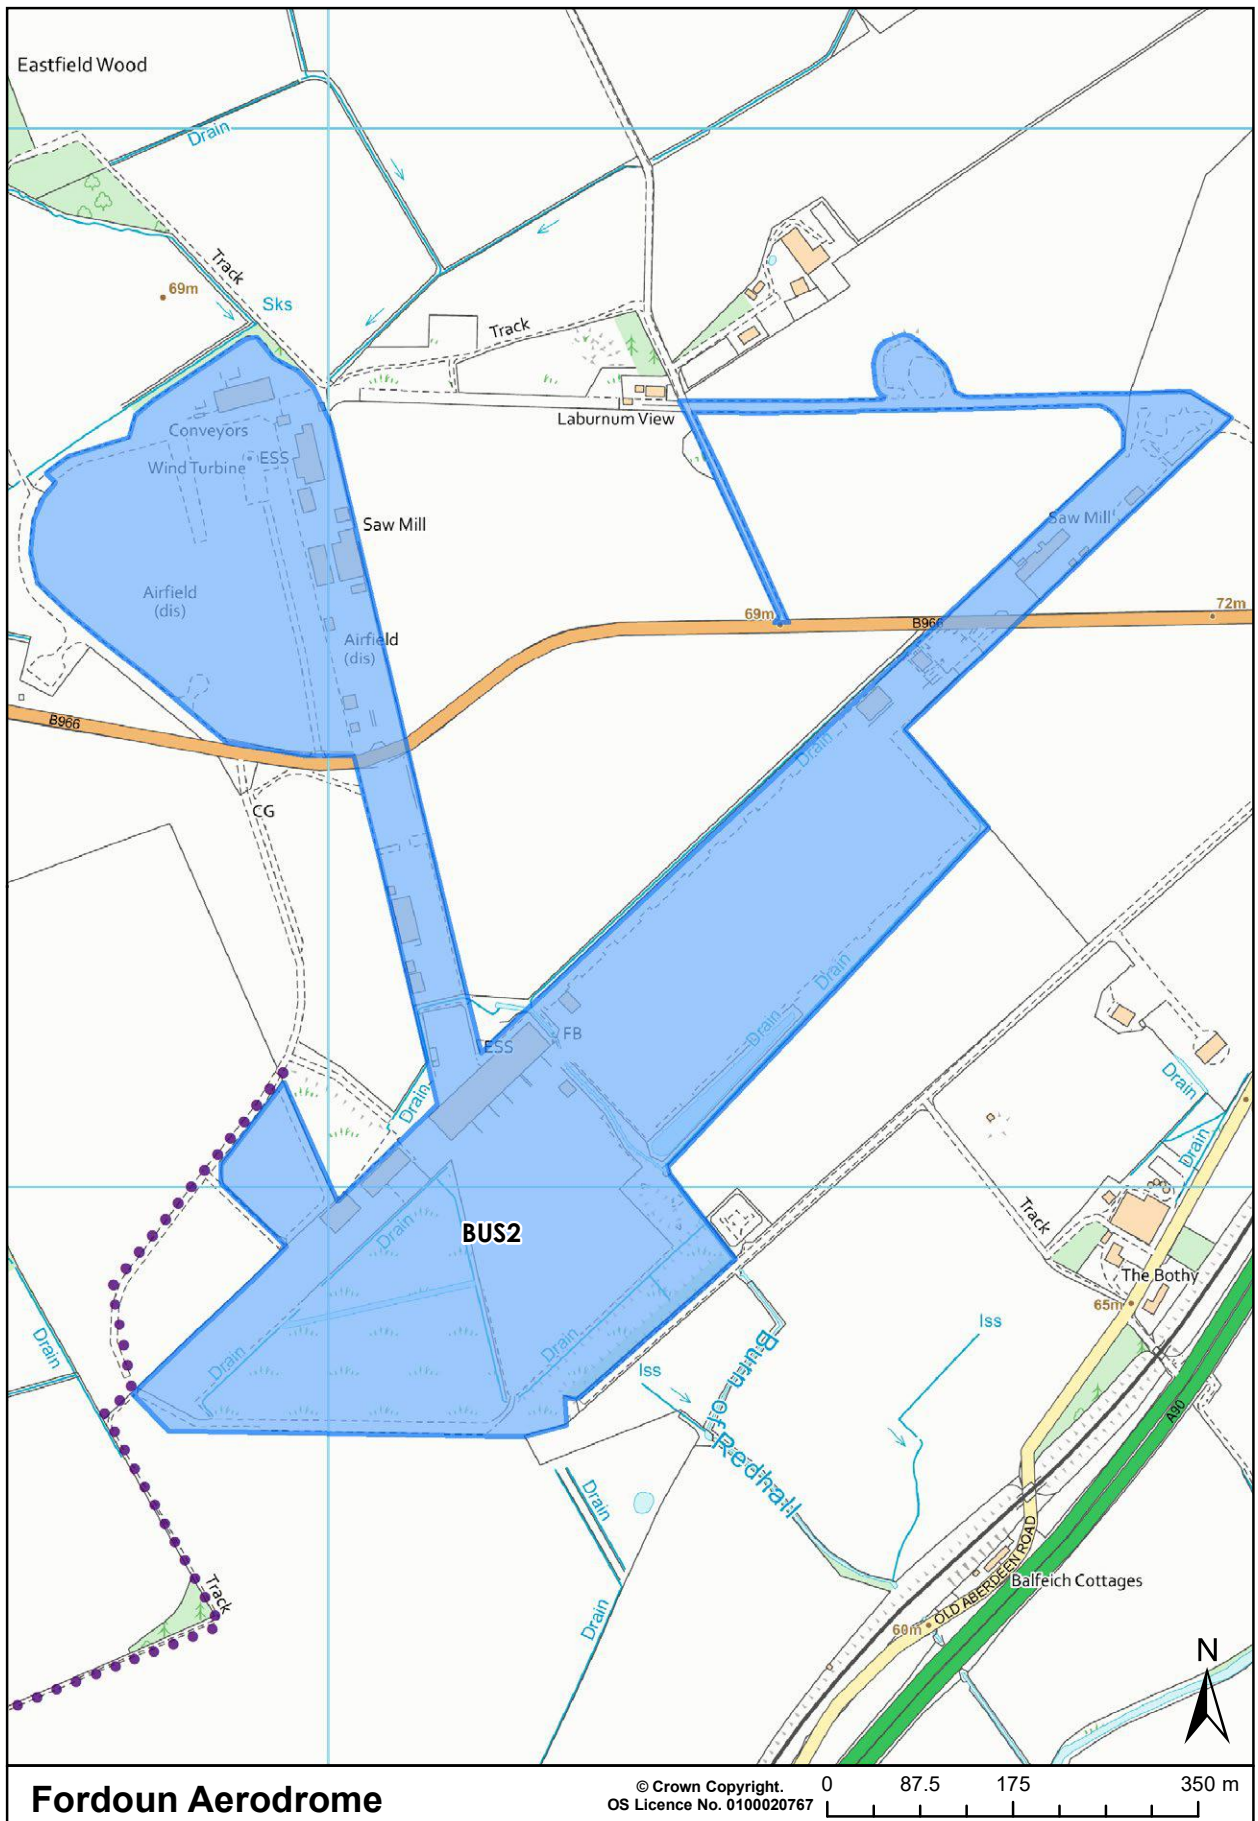 Eastfield Wood
Drain
Track
69m
Sks
Track
Laburnum View
Conveyors
Wind Turbine
ESS
Saw Mill
Saw Mill
Airfield
(dis)
Airfield
(dis)
69m
B966
72m
B966
Drain
CG
Drain
Drain
ESS
FB
Drain
Drain
Drain
Track
Drain
BUS2
The Bothy
65m
Drain
Drain
Drain
Iss
Iss
Burn of Redhall
A90
Drain
Drain
Track
OLD ABERDEEN ROAD
Balfeich Cottages
60m
N
Fordoun Aerodrome
© Crown Copyright.
OS Licence No. 0100020767
0 87.5 175 350 m